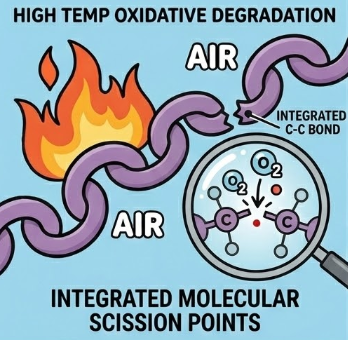 HIGH TEMP OXIDATIVE DEGRADATION
AIR
INTEGRATED
C-C BOND
O2
O2
C
C
AIR
INTEGRATED MOLECULAR
SCISSION POINTS